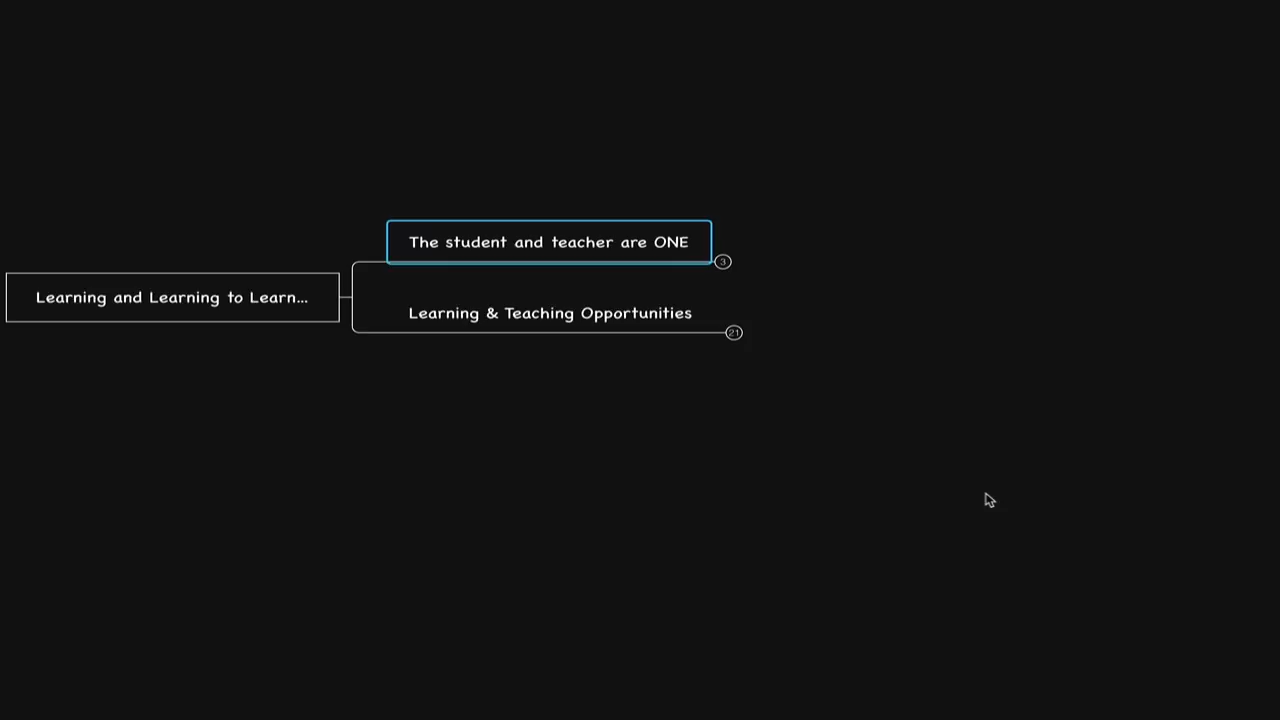 The student and teacher are ONE
3
Learning and Learning to Learn...
Learning & Teaching Opportunities
21